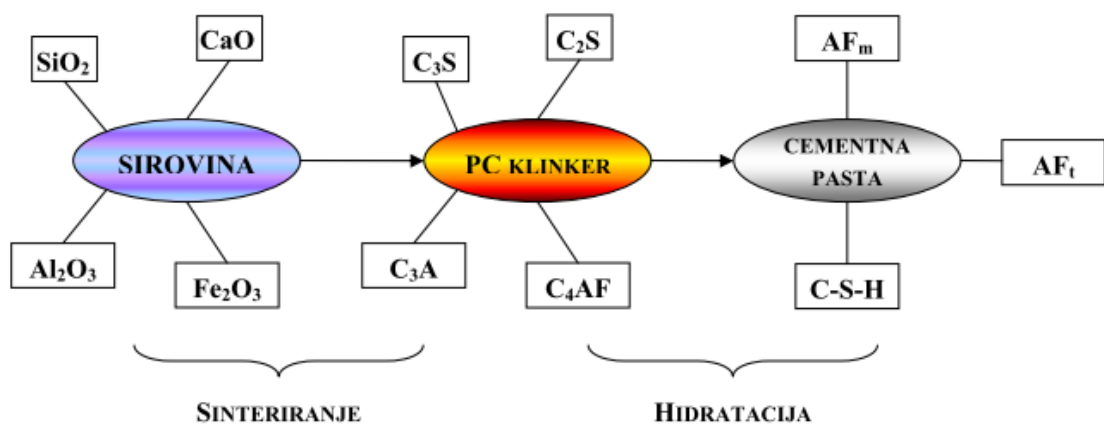 SiO₂
CaO
C₃S
C₂S
AFₘ
SIROVINA
PC KLINKER
CEMENTNA
PASTA
AFₜ
Al₂O₃
Fe₂O₃
C₃A
C₄AF
C-S-H
SINTERIRANJE
HIDRATACIJA